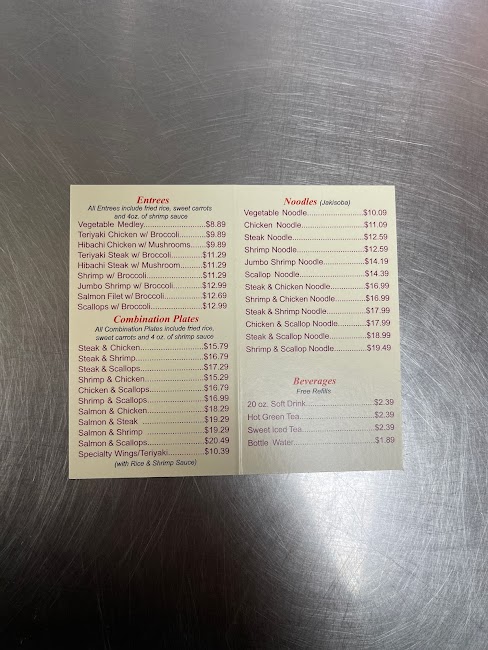 Entrees
All Entrees include fried rice, sweet carrots
and 4oz. of shrimp sauce
Vegetable Medley..................$8.89
Teriyaki Chicken w/ Broccoli.........$9.89
Hibachi Chicken w/ Mushrooms.....$9.89
Teriyaki Steak w/ Broccoli............$11.29
Hibachi Steak w/ Mushroom........$11.29
Shrimp w/ Broccoli.....................$11.29
Jumbo Shrimp w/ Broccoli...........$12.99
Salmon Filet w/ Broccoli..............$12.69
Scallops w/ Broccoli...................$12.99
Combination Plates
All Combination Plates include fried rice,
sweet carrots and 4 oz. of shrimp sauce
Steak & Chicken.........................$15.79
Steak & Shrimp...........................$16.79
Steak & Scallops........................$17.29
Shrimp & Chicken.......................$15.29
Chicken & Scallops.....................$16.79
Shrimp & Scallops......................$16.99
Salmon & Chicken......................$18.29
Salmon & Steak .........................$19.29
Salmon & Shrimp .......................$19.29
Salmon & Scallops.....................$20.49
Specialty Wings/Teriyaki.............$10.39
(with Rice & Shrimp Sauce)
Noodles (Jakisoba)
Vegetable Noodle.......................$10.09
Chicken Noodle..........................$11.09
Steak Noodle..............................$12.59
Shrimp Noodle............................$12.59
Jumbo Shrimp Noodle................$14.19
Scallop Noodle...........................$14.39
Steak & Chicken Noodle.............$16.99
Shrimp & Chicken Noodle...........$16.99
Steak & Shrimp Noodle..............$17.99
Chicken & Scallop Noodle..........$17.99
Steak & Scallop Noodle..............$18.99
Shrimp & Scallop Noodle............$19.49
Beverages
Free Refills
20 oz. Soft Drink..........................$2.39
Hot Green Tea.............................$2.39
Sweet Iced Tea...........................$2.39
Bottle Water................................$1.89